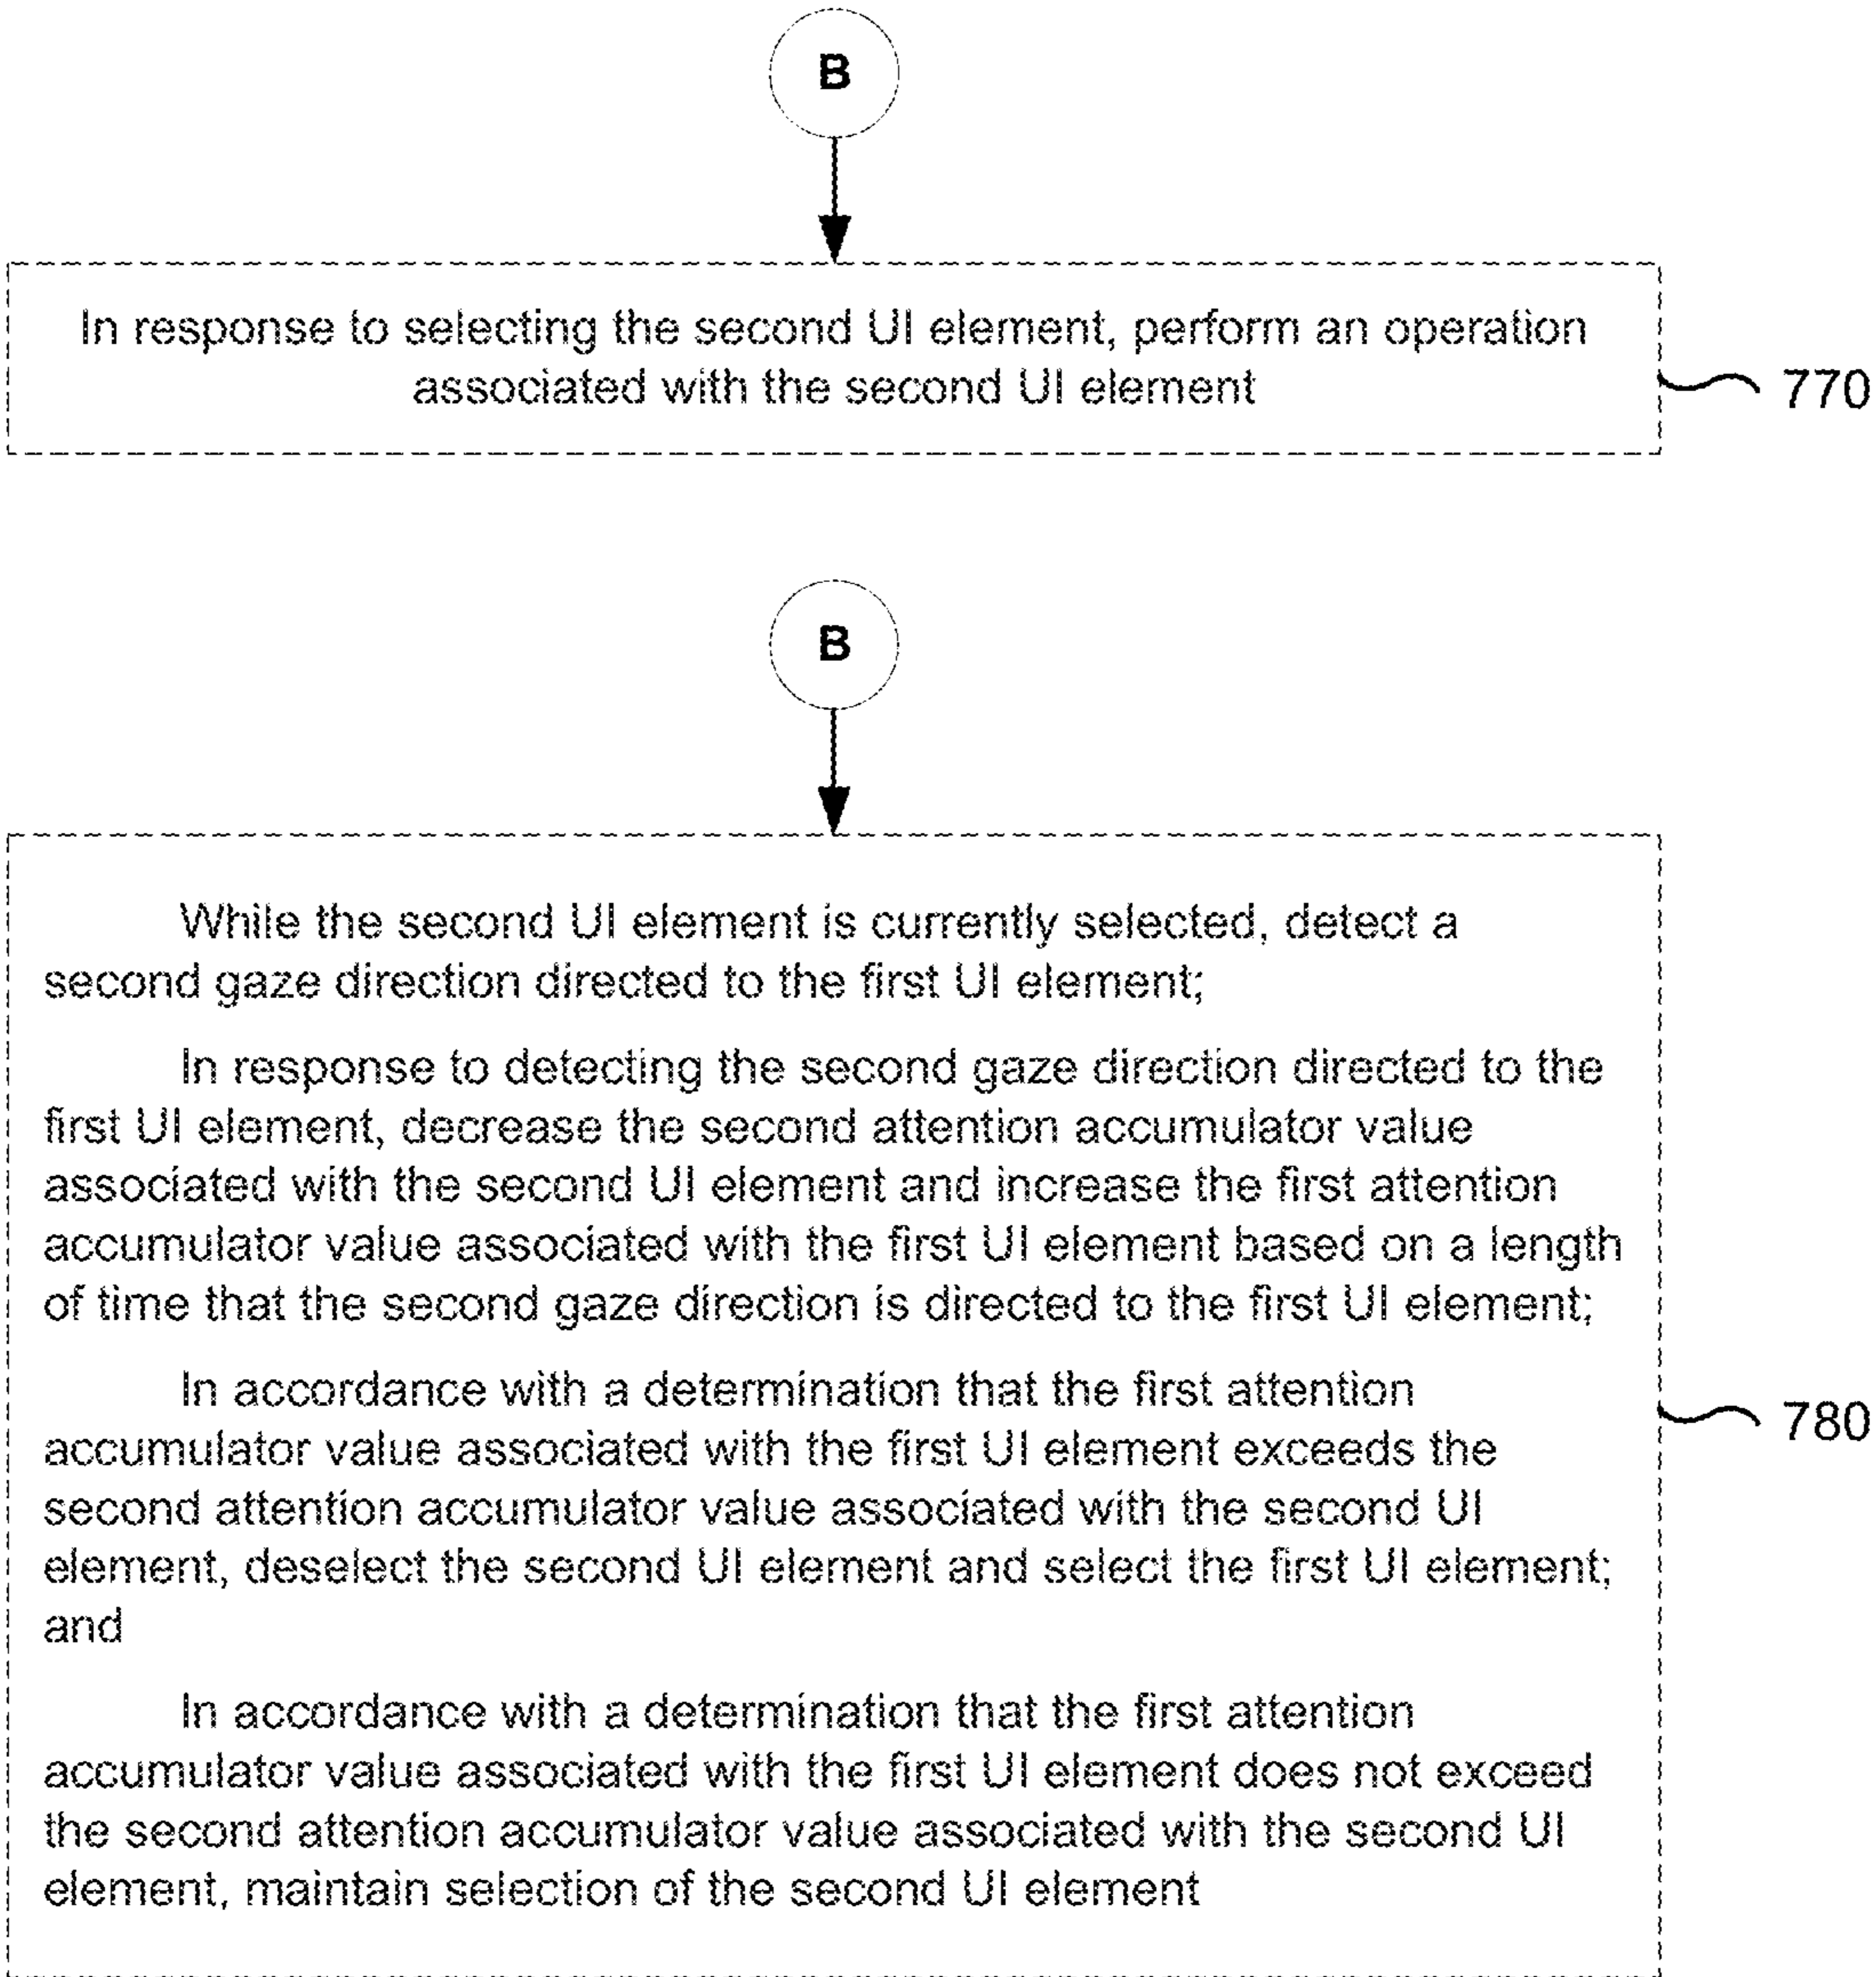 B
In response to selecting the second UI element, perform an operation
associated with the second UI element
770
B
While the second UI element is currently selected, detect a
second gaze direction directed to the first UI element;
In response to detecting the second gaze direction directed to the
first UI element, decrease the second attention accumulator value
associated with the second UI element and increase the first attention
accumulator value associated with the first UI element based on a length
of time that the second gaze direction is directed to the first UI element;
In accordance with a determination that the first attention
accumulator value associated with the first UI element exceeds the
second attention accumulator value associated with the second UI
element, deselect the second UI element and select the first UI element;
and
In accordance with a determination that the first attention
accumulator value associated with the first UI element does not exceed
the second attention accumulator value associated with the second UI
element, maintain selection of the second UI element
780